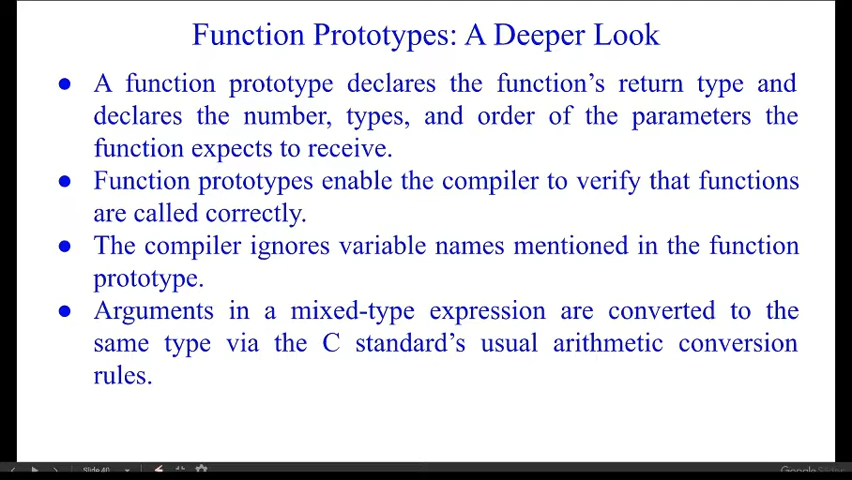 Function Prototypes: A Deeper Look
● A function prototype declares the function’s return type and
declares the number, types, and order of the parameters the
function expects to receive.
● Function prototypes enable the compiler to verify that functions
are called correctly.
● The compiler ignores variable names mentioned in the function
prototype.
● Arguments in a mixed-type expression are converted to the
same type via the C standard’s usual arithmetic conversion
rules.
Slide 40
Google Slides